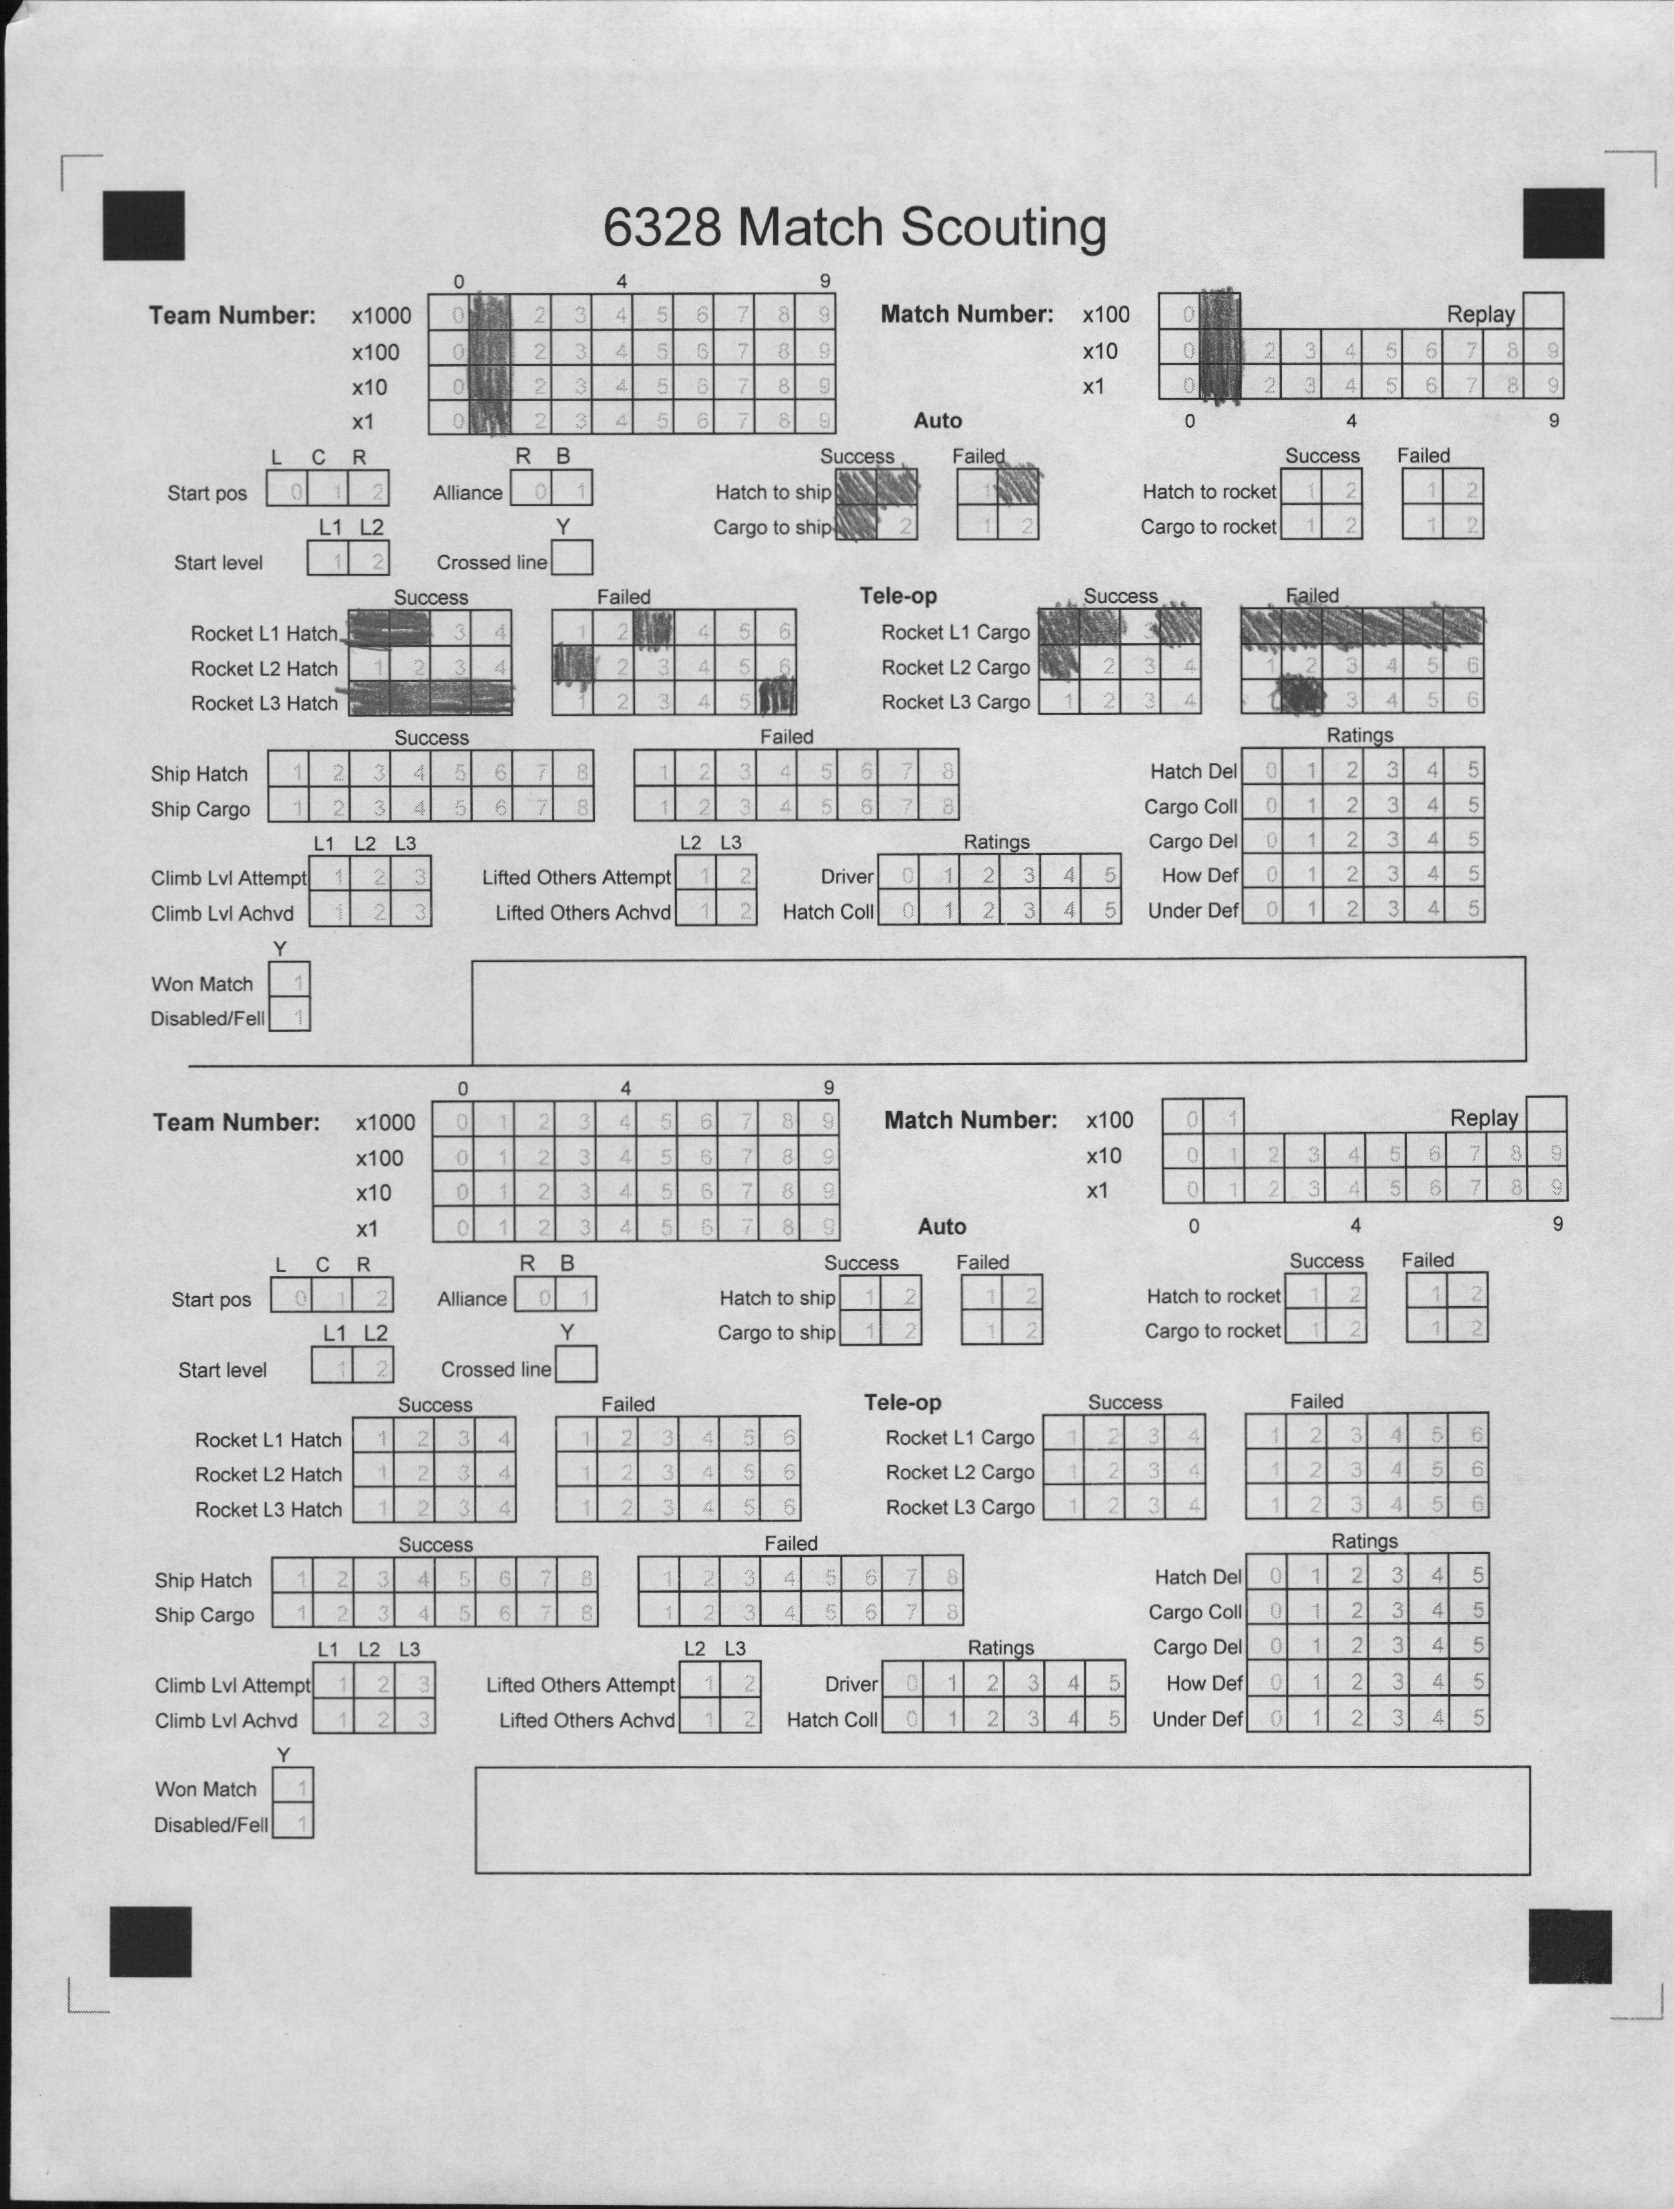 6328 Match Scouting
0 4 9
Team Number: x1000 0 2 3 4 5 6 7 8 9 Match Number: x100 0 Replay
x100 0 2 3 4 5 6 7 8 9 x10 0 2 3 4 5 6 7 8 9
x10 0 2 3 4 5 6 7 8 9 x1 0 2 3 4 5 6 7 8 9
x1 0 2 3 4 5 6 7 8 9 Auto 0 4 9
L C R R B Success Failed Success Failed
Start pos 0 1 2 Alliance 0 1 Hatch to ship 1 Hatch to rocket 1 2 1 2
L1 L2 Y Cargo to ship 2 1 2 Cargo to rocket 1 2 1 2
Start level 1 2 Crossed line
Success Failed Tele-op Success Failed
Rocket L1 Hatch 3 4 1 2 4 5 6 Rocket L1 Cargo 3
Rocket L2 Hatch 1 2 3 4 2 3 4 5 6 Rocket L2 Cargo 2 3 4 1 2 3 4 5 6
Rocket L3 Hatch 1 2 3 4 5 Rocket L3 Cargo 1 2 3 4 1 3 4 5 6
Success Failed Ratings
Ship Hatch 1 2 3 4 5 6 7 8 1 2 3 4 5 6 7 8 Hatch Del 0 1 2 3 4 5
Ship Cargo 1 2 3 4 5 6 7 8 1 2 3 4 5 6 7 8 Cargo Coll 0 1 2 3 4 5
L1 L2 L3 L2 L3 Ratings Cargo Del 0 1 2 3 4 5
Climb Lvl Attempt 1 2 3 Lifted Others Attempt 1 2 Driver 0 1 2 3 4 5 How Def 0 1 2 3 4 5
Climb Lvl Achvd 1 2 3 Lifted Others Achvd 1 2 Hatch Coll 0 1 2 3 4 5 Under Def 0 1 2 3 4 5
Y
Won Match 1
Disabled/Fell 1
0 4 9
Team Number: x1000 0 1 2 3 4 5 6 7 8 9 Match Number: x100 0 1 Replay
x100 0 1 2 3 4 5 6 7 8 9 x10 0 1 2 3 4 5 6 7 8 9
x10 0 1 2 3 4 5 6 7 8 9 x1 0 1 2 3 4 5 6 7 8 9
x1 0 1 2 3 4 5 6 7 8 9 Auto 0 4 9
L C R R B Success Failed Success Failed
Start pos 0 1 2 Alliance 0 1 Hatch to ship 1 2 1 2 Hatch to rocket 1 2 1 2
L1 L2 Y Cargo to ship 1 2 1 2 Cargo to rocket 1 2 1 2
Start level 1 2 Crossed line
Success Failed Tele-op Success Failed
Rocket L1 Hatch 1 2 3 4 1 2 3 4 5 6 Rocket L1 Cargo 1 2 3 4 1 2 3 4 5 6
Rocket L2 Hatch 1 2 3 4 1 2 3 4 5 6 Rocket L2 Cargo 1 2 3 4 1 2 3 4 5 6
Rocket L3 Hatch 1 2 3 4 1 2 3 4 5 6 Rocket L3 Cargo 1 2 3 4 1 2 3 4 5 6
Success Failed Ratings
Ship Hatch 1 2 3 4 5 6 7 8 1 2 3 4 5 6 7 8 Hatch Del 0 1 2 3 4 5
Ship Cargo 1 2 3 4 5 6 7 8 1 2 3 4 5 6 7 8 Cargo Coll 0 1 2 3 4 5
L1 L2 L3 L2 L3 Ratings Cargo Del 0 1 2 3 4 5
Climb Lvl Attempt 1 2 3 Lifted Others Attempt 1 2 Driver 0 1 2 3 4 5 How Def 0 1 2 3 4 5
Climb Lvl Achvd 1 2 3 Lifted Others Achvd 1 2 Hatch Coll 0 1 2 3 4 5 Under Def 0 1 2 3 4 5
Y
Won Match 1
Disabled/Fell 1